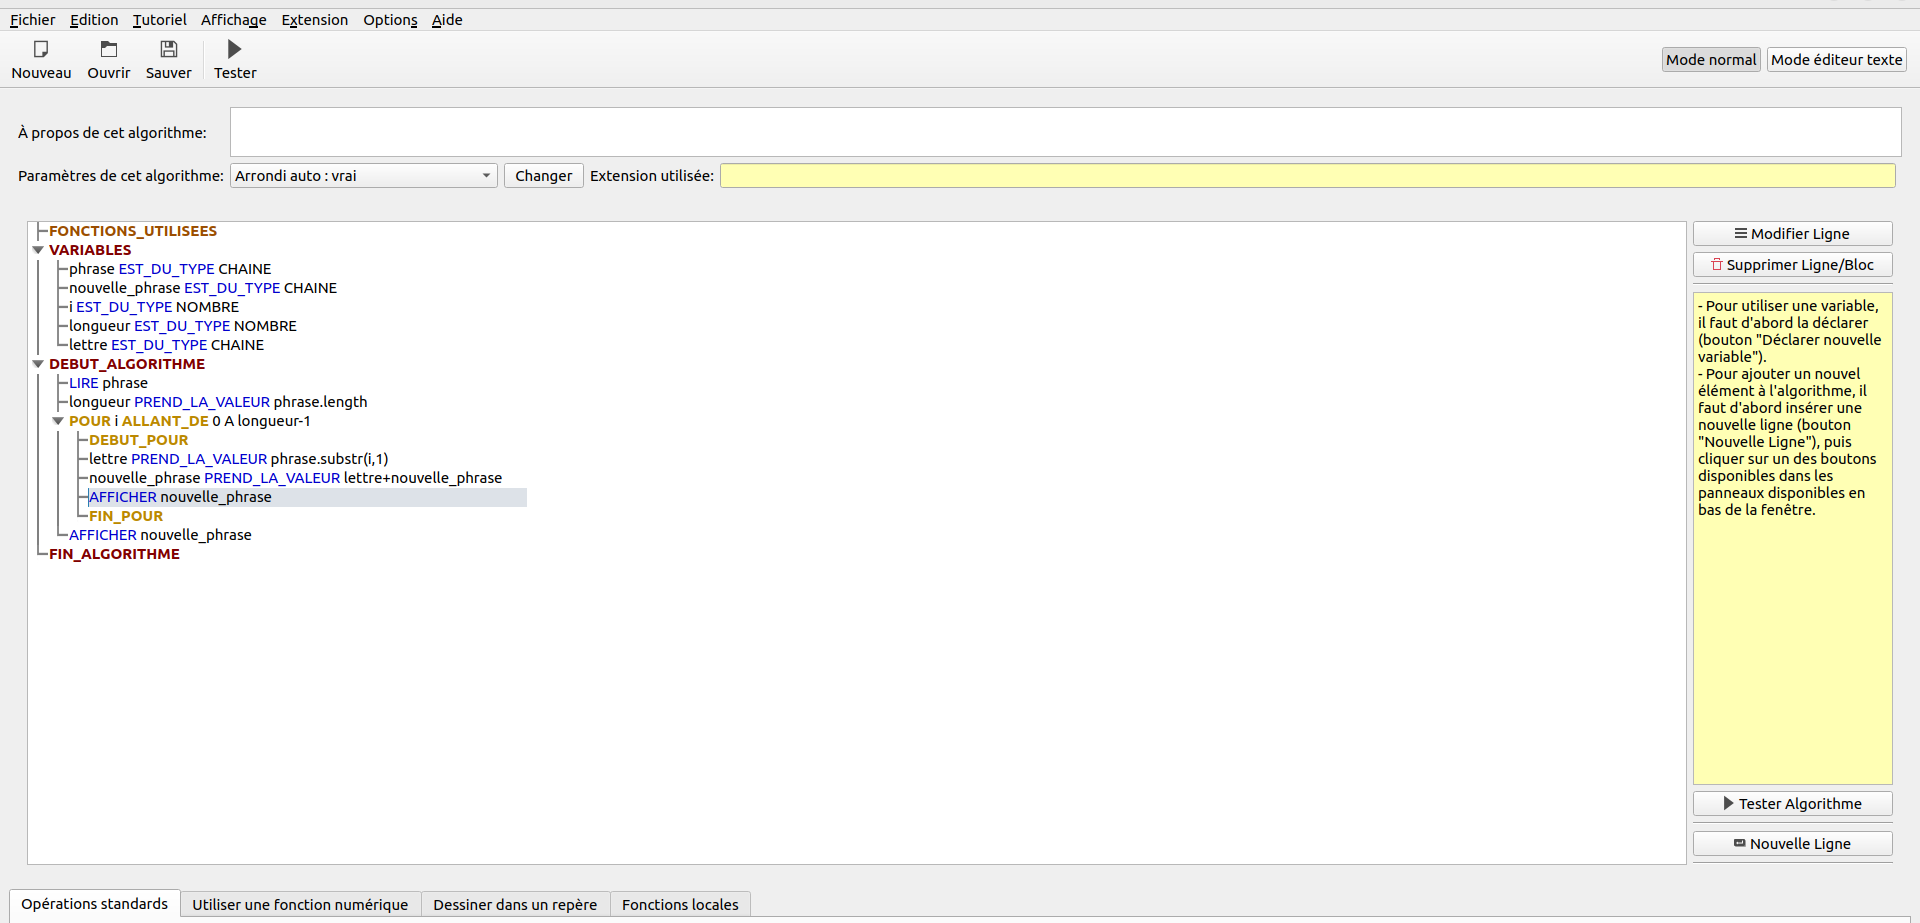 Fichier Edition Tutoriel Affichage Extension Options Aide
Nouveau Ouvrir Sauver Tester Mode normal Mode éditeur texte
À propos de cet algorithme:
Paramètres de cet algorithme: Arrondi auto : vrai Changer Extension utilisée:
FONCTIONS_UTILISEES
VARIABLES
phrase EST_DU_TYPE CHAINE
nouvelle_phrase EST_DU_TYPE CHAINE
i EST_DU_TYPE NOMBRE
longueur EST_DU_TYPE NOMBRE
lettre EST_DU_TYPE CHAINE
DEBUT_ALGORITHME
LIRE phrase
longueur PREND_LA_VALEUR phrase.length
POUR i ALLANT_DE 0 A longueur-1
DEBUT_POUR
lettre PREND_LA_VALEUR phrase.substr(i,1)
nouvelle_phrase PREND_LA_VALEUR lettre+nouvelle_phrase
AFFICHER nouvelle_phrase
FIN_POUR
AFFICHER nouvelle_phrase
FIN_ALGORITHME
Modifier Ligne
Supprimer Ligne/Bloc
- Pour utiliser une variable,
il faut d'abord la déclarer
(bouton "Déclarer nouvelle
variable").
- Pour ajouter un nouvel
élément à l'algorithme, il
faut d'abord insérer une
nouvelle ligne (bouton
"Nouvelle Ligne"), puis
cliquer sur un des boutons
disponibles dans les
panneaux disponibles en
bas de la fenêtre.
Tester Algorithme
Nouvelle Ligne
Opérations standards Utiliser une fonction numérique Dessiner dans un repère Fonctions locales